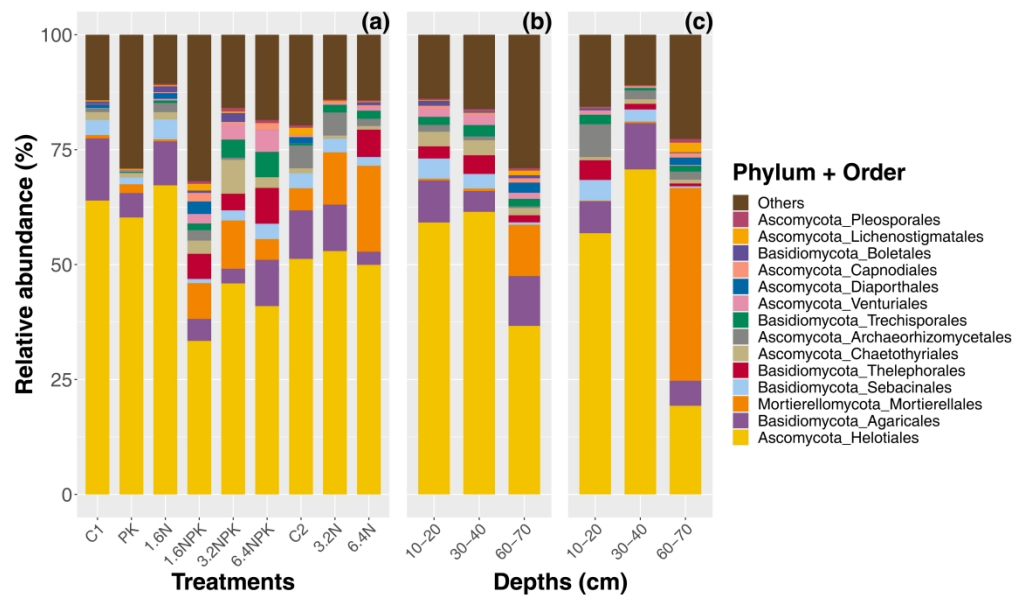 (a) (b) (c)
Relative abundance (%)
100
75
50
25
0
C1 PK 1.6N 1.6NPK 3.2NPK 6.4NPK C2 3.2N 6.4N
10−20 30−40 60−70
10−20 30−40 60−70
Treatments
Depths (cm)
Phylum + Order
Others
Ascomycota_Pleosporales
Ascomycota_Lichenostigmatales
Basidiomycota_Boletales
Ascomycota_Capnodiales
Ascomycota_Diaporthales
Ascomycota_Venturiales
Basidiomycota_Trechisporales
Ascomycota_Archaeorhizomycetales
Ascomycota_Chaetothyriales
Basidiomycota_Thelephorales
Basidiomycota_Sebacinales
Mortierellomycota_Mortierellales
Basidiomycota_Agaricales
Ascomycota_Helotiales